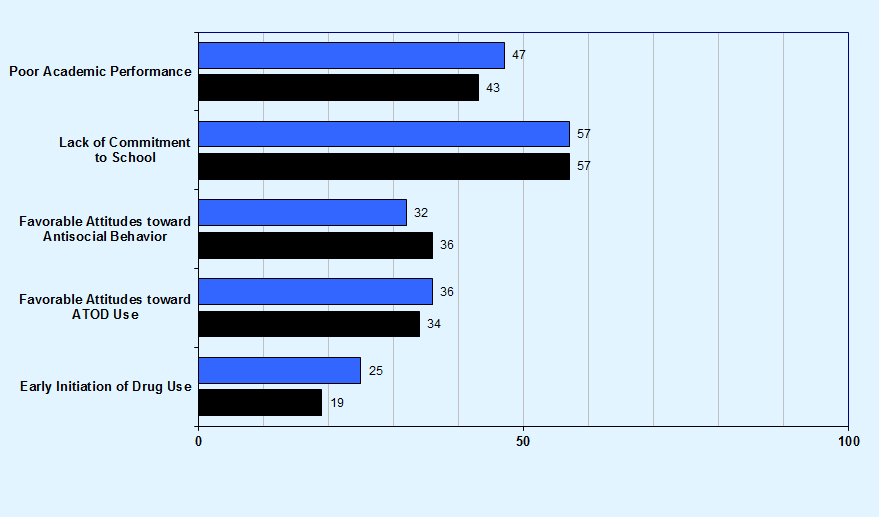 Poor Academic Performance
47
43
Lack of Commitment
to School
57
57
Favorable Attitudes toward
Antisocial Behavior
32
36
Favorable Attitudes toward
ATOD Use
36
34
Early Initiation of Drug Use
25
19
0
50
100